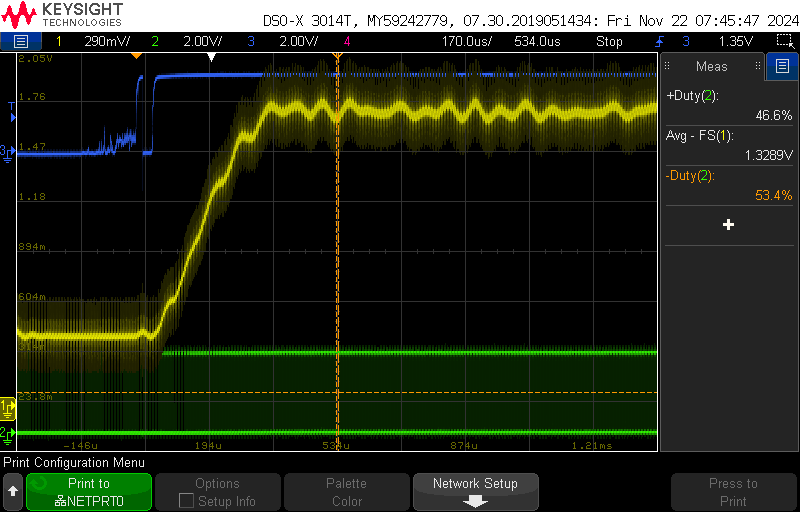 KEYSIGHT
TECHNOLOGIES
DSO-X 3014T, MY59242779, 07.30.2019051434: Fri Nov 22 07:45:47 2024
1 290mV/ 2 2.00V/ 3 2.00V/ 4 170.0us/ 534.0us Stop 3 1.35V
2.05V
1.76
1.47
1.18
894m
604m
314m
23.8m
-146u 194u 534u 874u 1.21ms
T
3
1
2
Meas
+Duty(2):
46.6%
Avg - FS(1):
1.3289V
-Duty(2):
53.4%
+
Print Configuration Menu
Print to
NETPRT0
Options
Setup Info
Palette
Color
Network Setup
Press to
Print